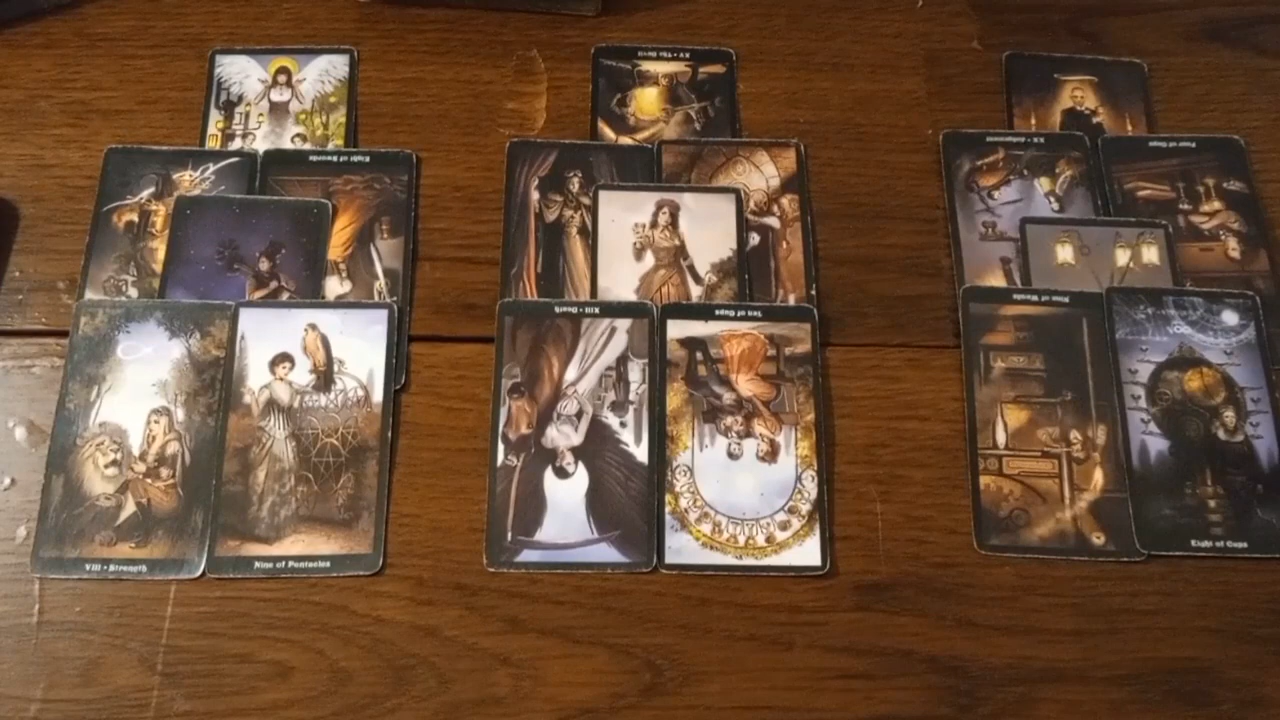 XV • The Devil
Eight of Swords
XX • Judgement
Four of Cups
XIII • Death
Ten of Cups
Nine of Wands
VIII • Strength
Nine of Pentacles
Eight of Cups